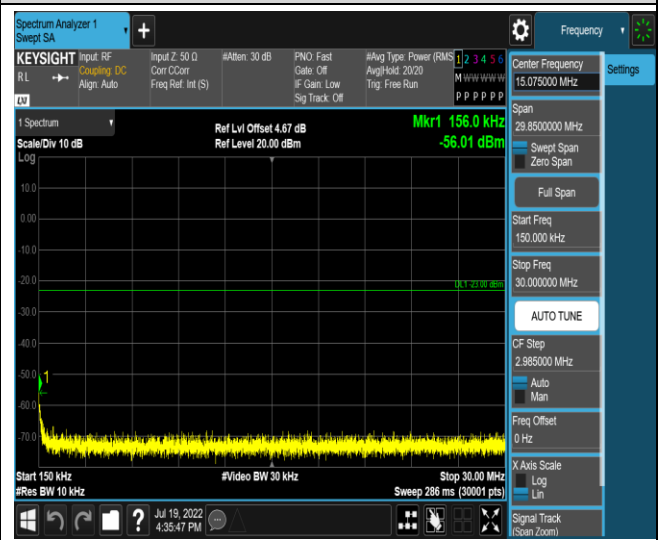 Spectrum Analyzer 1
Swept SA
Frequency
KEYSIGHT
RL
LXI
Input: RF
Coupling: DC
Align: Auto
Input Z: 50 Ω
Corr CCorr
Freq Ref: Int (S)
#Atten: 30 dB
PNO: Fast
Gate: Off
IF Gain: Low
Sig Track: Off
#Avg Type: Power (RMS
Avg|Hold: 20/20
Trig: Free Run
1 2 3 4 5 6
M W W W W W
P P P P P P
Center Frequency
15.075000 MHz
Settings
1 Spectrum
Scale/Div 10 dB
Ref Lvl Offset 4.67 dB
Ref Level 20.00 dBm
Mkr1 156.0 kHz
-56.01 dBm
Log
10.0
0.00
-10.0
-20.0
-30.0
-40.0
-50.0
-60.0
-70.0
DL1 -23.00 dBm
1
Start 150 kHz
#Res BW 10 kHz
#Video BW 30 kHz
Stop 30.00 MHz
Sweep 286 ms (30001 pts)
Span
29.8500000 MHz
Swept Span
Zero Span
Full Span
Start Freq
150.000 kHz
Stop Freq
30.000000 MHz
AUTO TUNE
CF Step
2.985000 MHz
Auto
Man
Freq Offset
0 Hz
X Axis Scale
Log
Lin
Signal Track
(Span Zoom)
?
Jul 19, 2022
4:35:47 PM